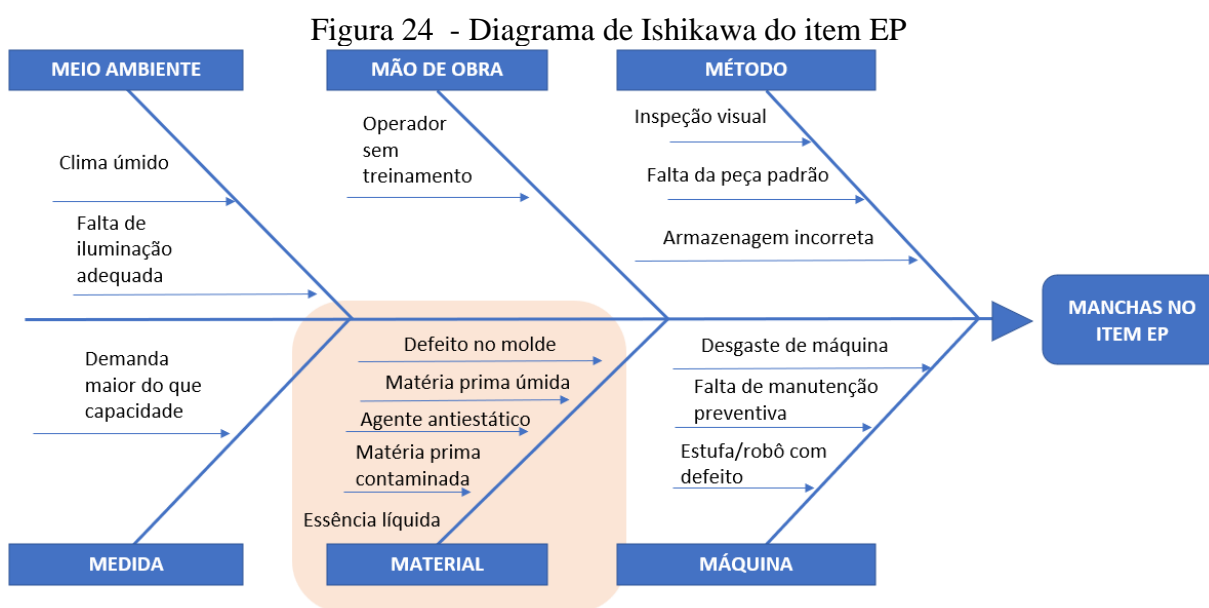 Figura 24 - Diagrama de Ishikawa do item EP
MEIO AMBIENTE
MÃO DE OBRA
MÉTODO
Clima úmido
Falta de
iluminação
adequada
Operador
sem
treinamento
Inspeção visual
Falta da peça padrão
Armazenagem incorreta
MANCHAS NO
ITEM EP
Demanda
maior do que
capacidade
Defeito no molde
Matéria prima úmida
Agente antiestático
Matéria prima
contaminada
Essência líquida
Desgaste de máquina
Falta de manutenção
preventiva
Estufa/robô com
defeito
MEDIDA
MATERIAL
MÁQUINA